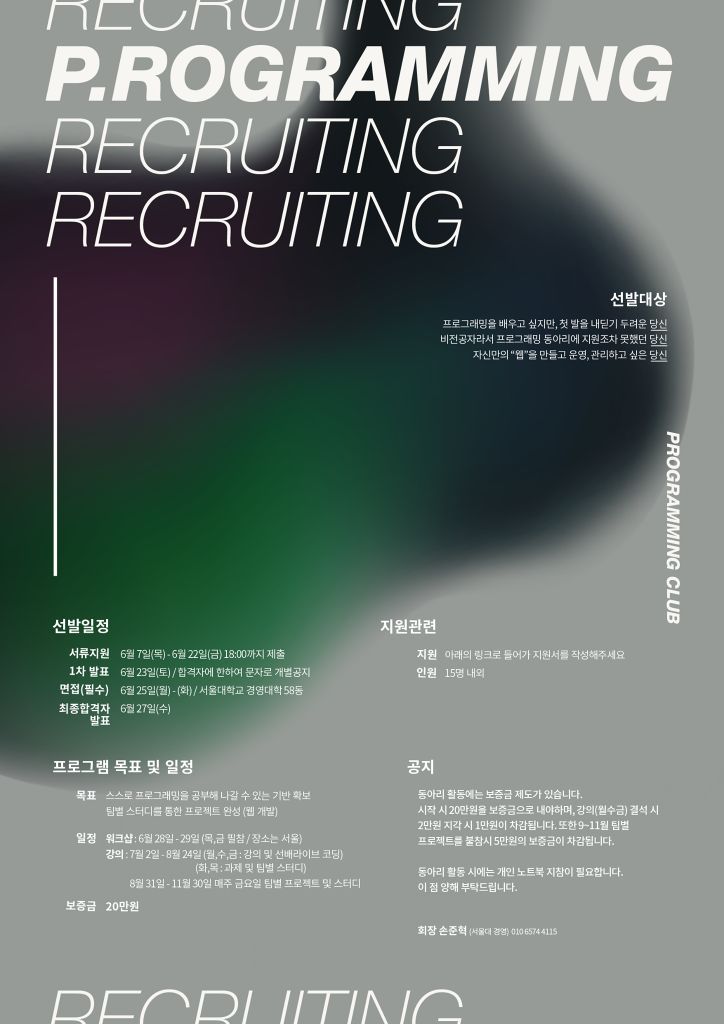 RECRUITING
P.ROGRAMMING
RECRUITING
RECRUITING
선발대상
프로그래밍을 배우고 싶지만, 첫 발을 내딛기 두려운 당신
비전공자라서 프로그래밍 동아리에 지원조차 못했던 당신
자신만의 “웹”을 만들고 운영, 관리하고 싶은 당신
PROGRAMMING CLUB
선발일정
서류지원 6월 7일(목) - 6월 22일(금) 18:00까지 제출
1차 발표 6월 23일(토) / 합격자에 한하여 문자로 개별공지
면접(필수) 6월 25일(월) - (화) / 서울대학교 경영대학 58동
최종합격자 6월 27일(수)
발표
지원관련
지원 아래의 링크로 들어가 지원서를 작성해주세요
인원 15명 내외
프로그램 목표 및 일정
목표 스스로 프로그래밍을 공부해 나갈 수 있는 기반 확보
팀별 스터디를 통한 프로젝트 완성 (웹 개발)
일정 워크샵 : 6월 28일 - 29일 (목,금 필참 / 장소는 서울)
강의 : 7월 2일 - 8월 24일 (월,수,금 : 강의 및 선배라이브 코딩)
(화,목 : 과제 및 팀별 스터디)
8월 31일 - 11월 30일 매주 금요일 팀별 프로젝트 및 스터디
보증금 20만원
공지
동아리 활동에는 보증금 제도가 있습니다.
시작 시 20만원을 보증금으로 내야하며, 강의(월수금) 결석 시
2만원 지각 시 1만원이 차감됩니다. 또한 9~11월 팀별
프로젝트를 불참시 5만원의 보증금이 차감됩니다.
동아리 활동 시에는 개인 노트북 지참이 필요합니다.
이 점 양해 부탁드립니다.
회장 손준혁 (서울대 경영) 010 6574 4115
RECRUITING